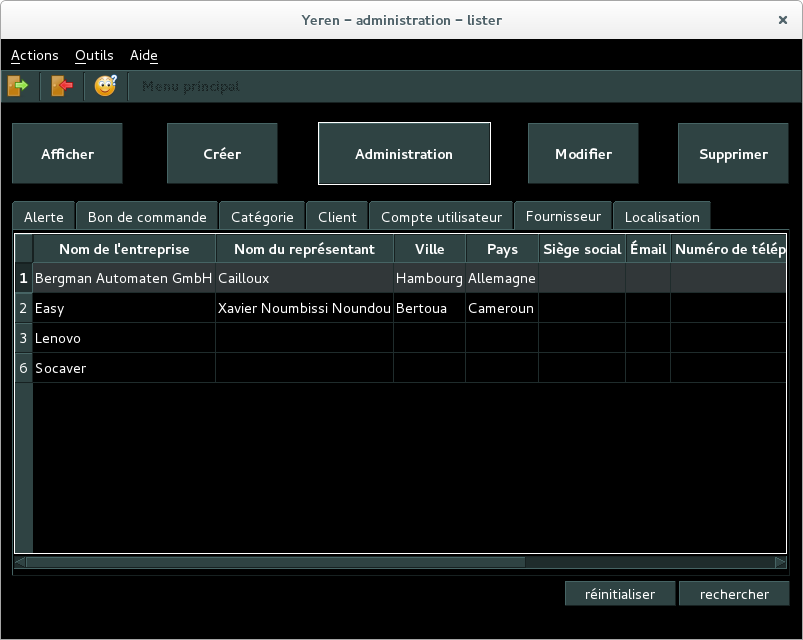 Yeren – administration – lister
Actions Outils Aide
Menu principal
Afficher Créer Administration Modifier Supprimer
Alerte Bon de commande Catégorie Client Compte utilisateur Fournisseur Localisation
Nom de l'entreprise Nom du représentant Ville Pays Siège social Émail Numéro de télép
1 Bergman Automaten GmbH Cailloux Hambourg Allemagne
2 Easy Xavier Noumbissi Noundou Bertoua Cameroun
3 Lenovo
6 Socaver
réinitialiser rechercher